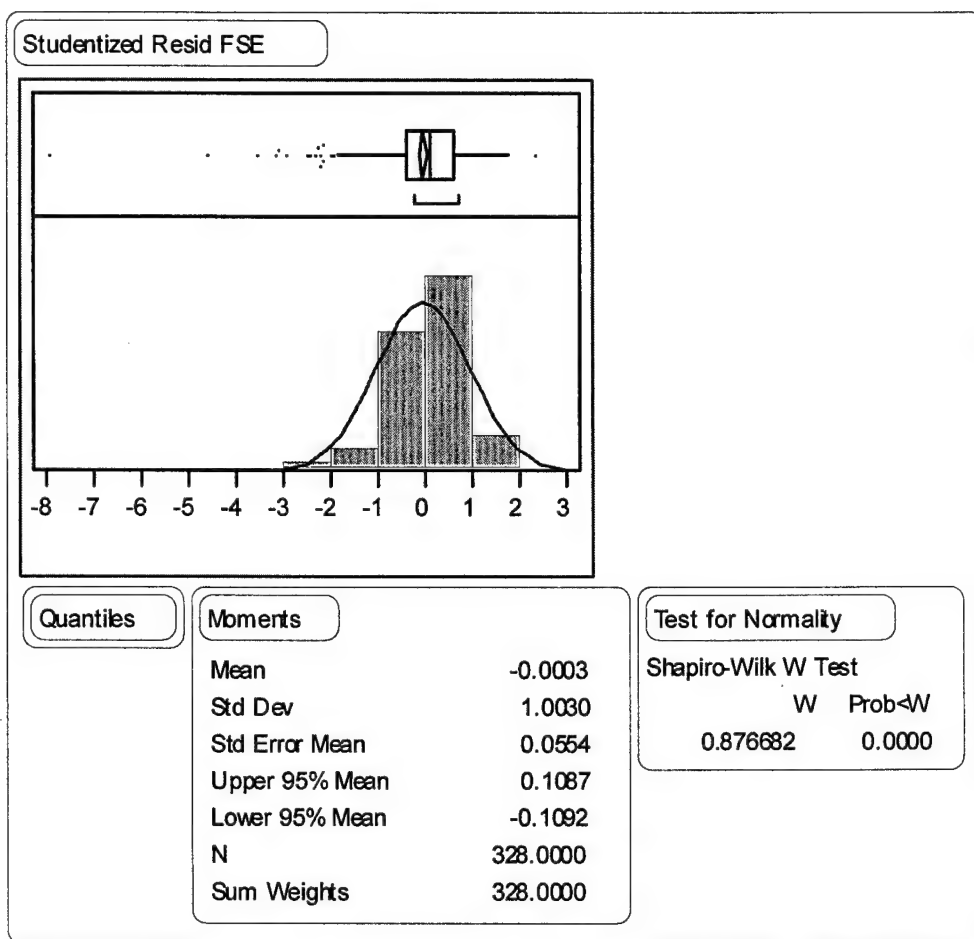 Studentized Resid FSE
-8 -7 -6 -5 -4 -3 -2 -1 0 1 2 3
Quantiles
Moments
Mean -0.0003
Std Dev 1.0030
Std Error Mean 0.0554
Upper 95% Mean 0.1087
Lower 95% Mean -0.1092
N 328.0000
Sum Weights 328.0000
Test for Normality
Shapiro-Wilk W Test
W Prob<W
0.876682 0.0000